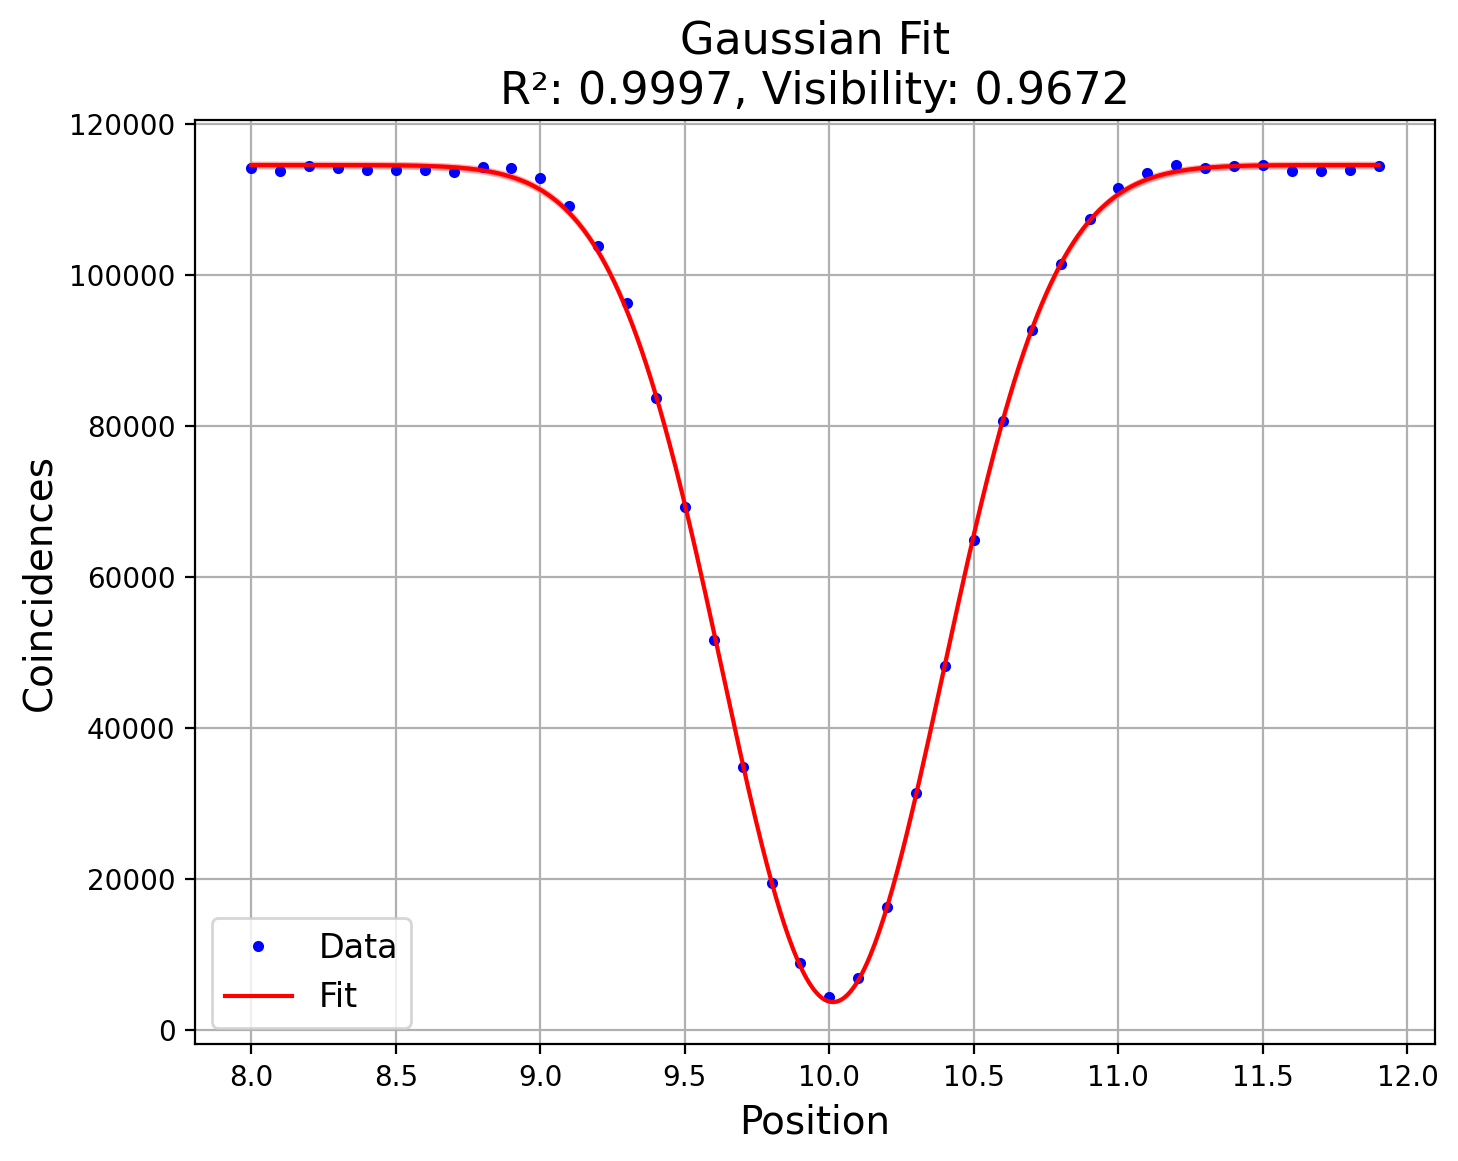 Gaussian Fit
R²: 0.9997, Visibility: 0.9672
120000
100000
80000
60000
40000
20000
0
Coincidences
Data
Fit
8.0 8.5 9.0 9.5 10.0 10.5 11.0 11.5 12.0
Position